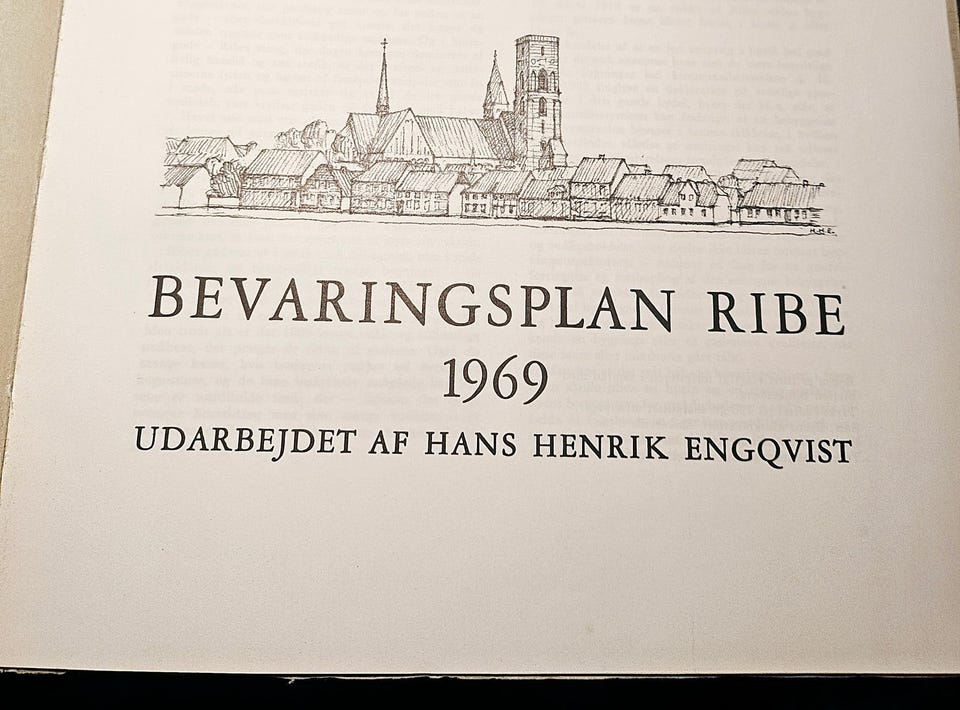 H.H.E.
BEVARINGSPLAN RIBE
1969
UDARBEJDET AF HANS HENRIK ENGQVIST